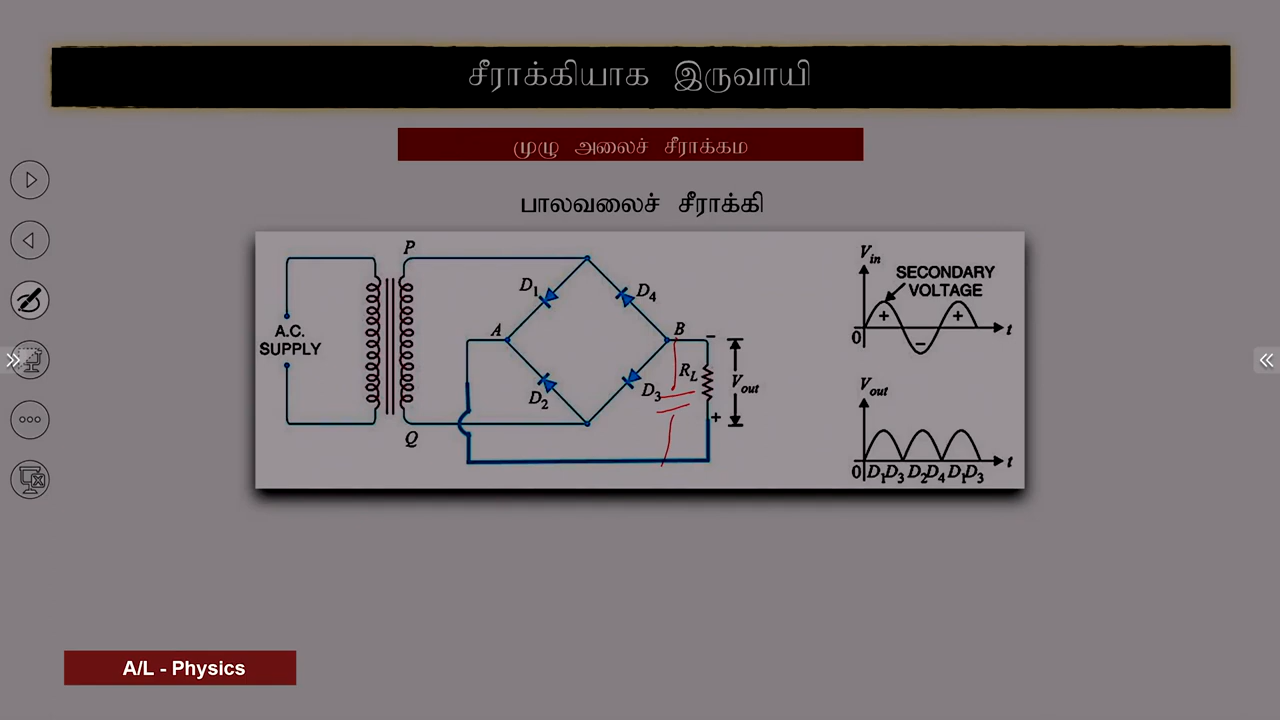 சீராக்கியாக இருவாயி
முழு அலைச் சீராக்கம
பாலவலைச் சீராக்கி
P
D1
D4
A.C.
SUPPLY
A
B
−
RL
Vout
D2
D3
+
Q
Vin
SECONDARY
VOLTAGE
+
+
−
0
t
Vout
0
t
D1D3 D2D4 D1D3
A/L - Physics